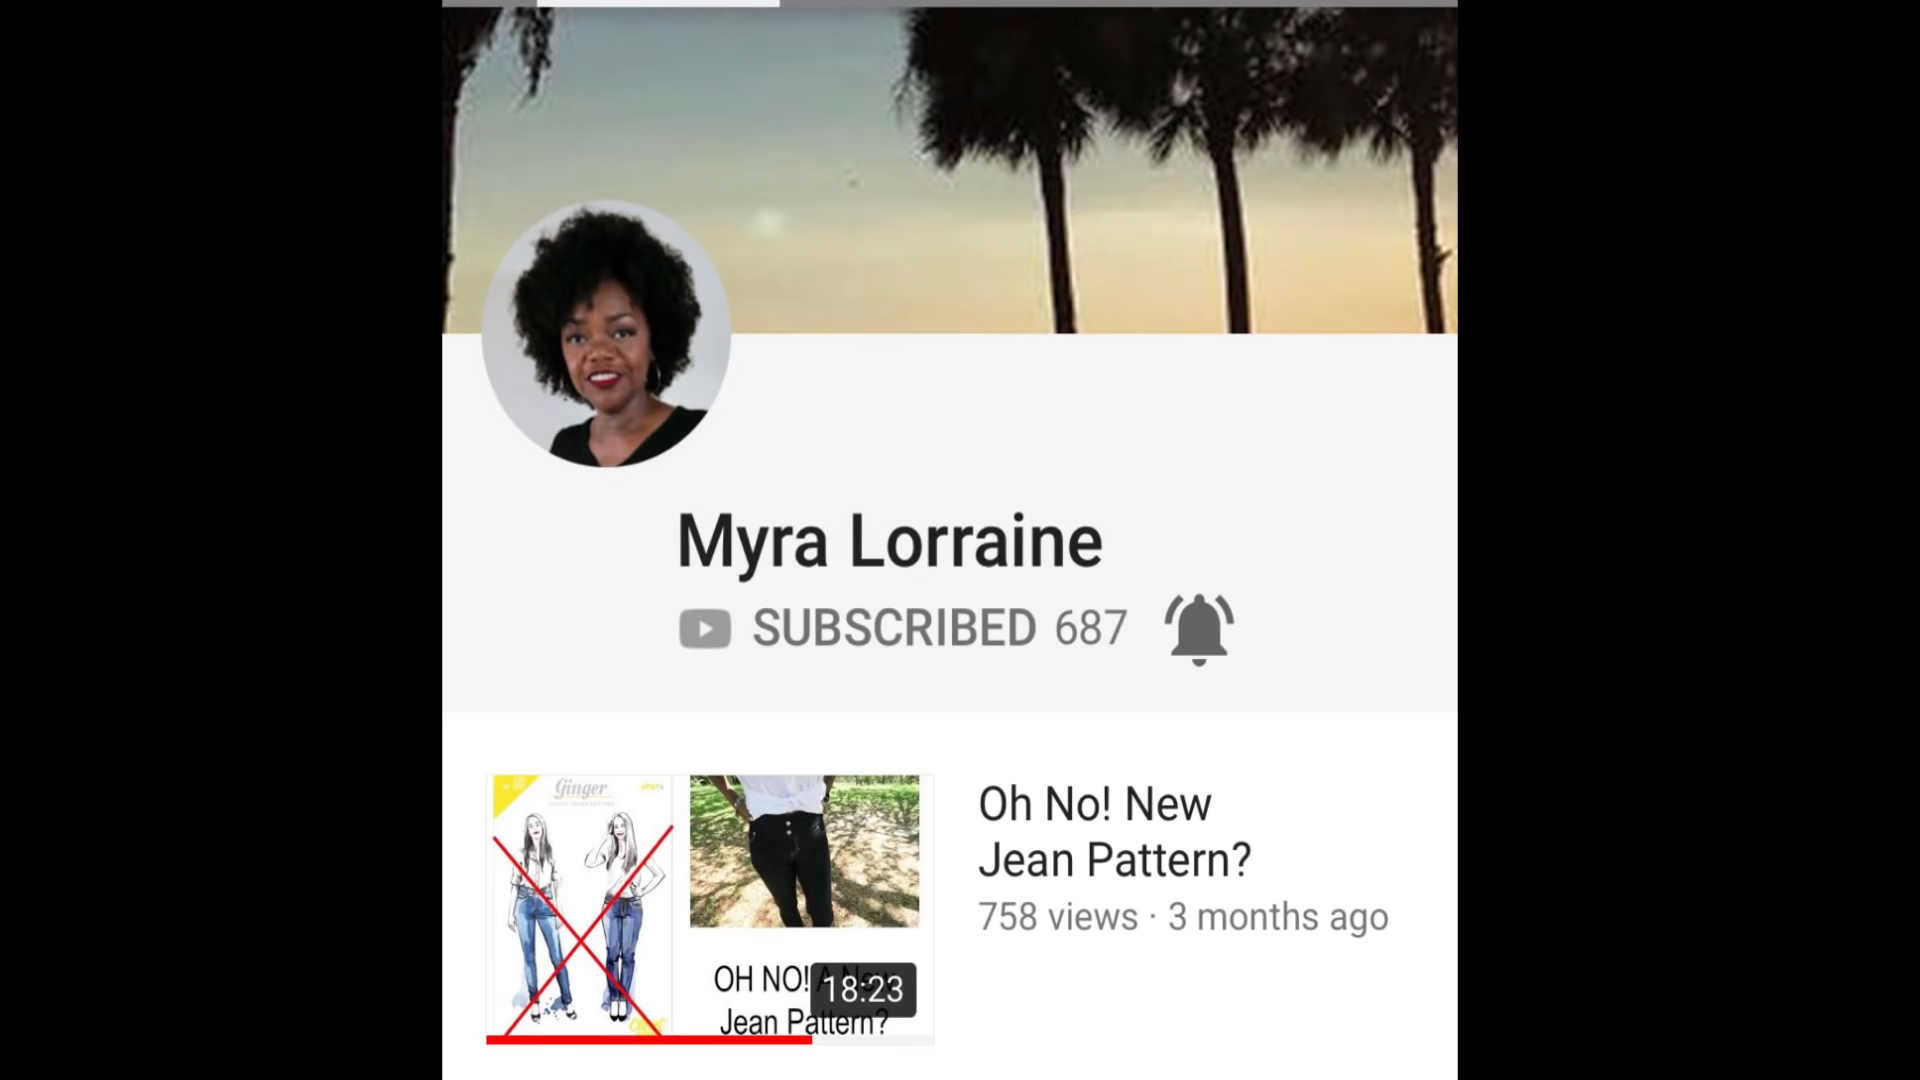 Myra Lorraine
SUBSCRIBED 687
Ginger
Oh No! New
Jean Pattern?
758 views · 3 months ago
OH NO! A New
18:23
Jean Pattern?